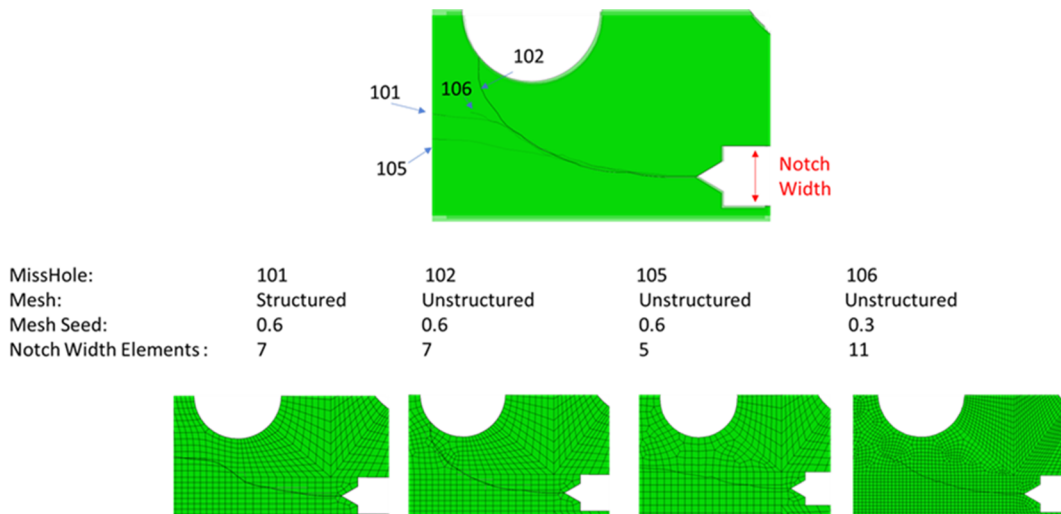 102
106
101
105
Notch
Width
MissHole: 101 102 105 106
Mesh: Structured Unstructured Unstructured Unstructured
Mesh Seed: 0.6 0.6 0.6 0.3
Notch Width Elements : 7 7 5 11